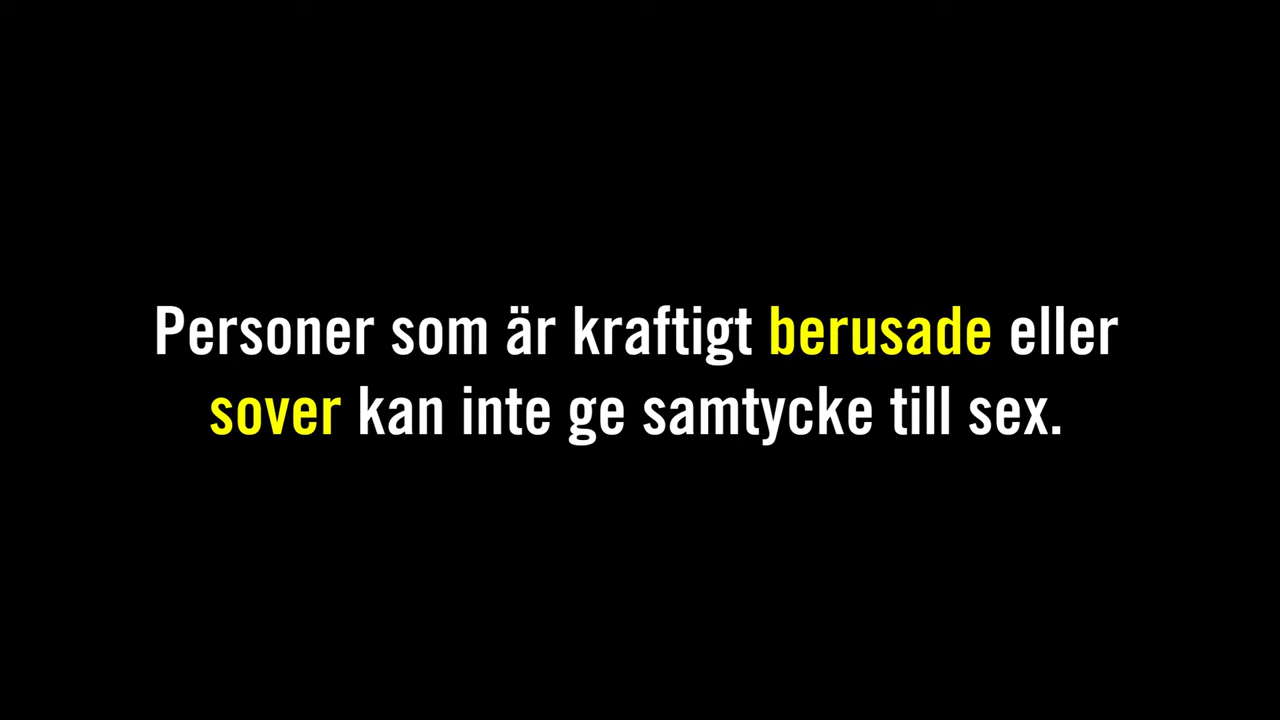 Personer som är kraftigt berusade eller
sover kan inte ge samtycke till sex.